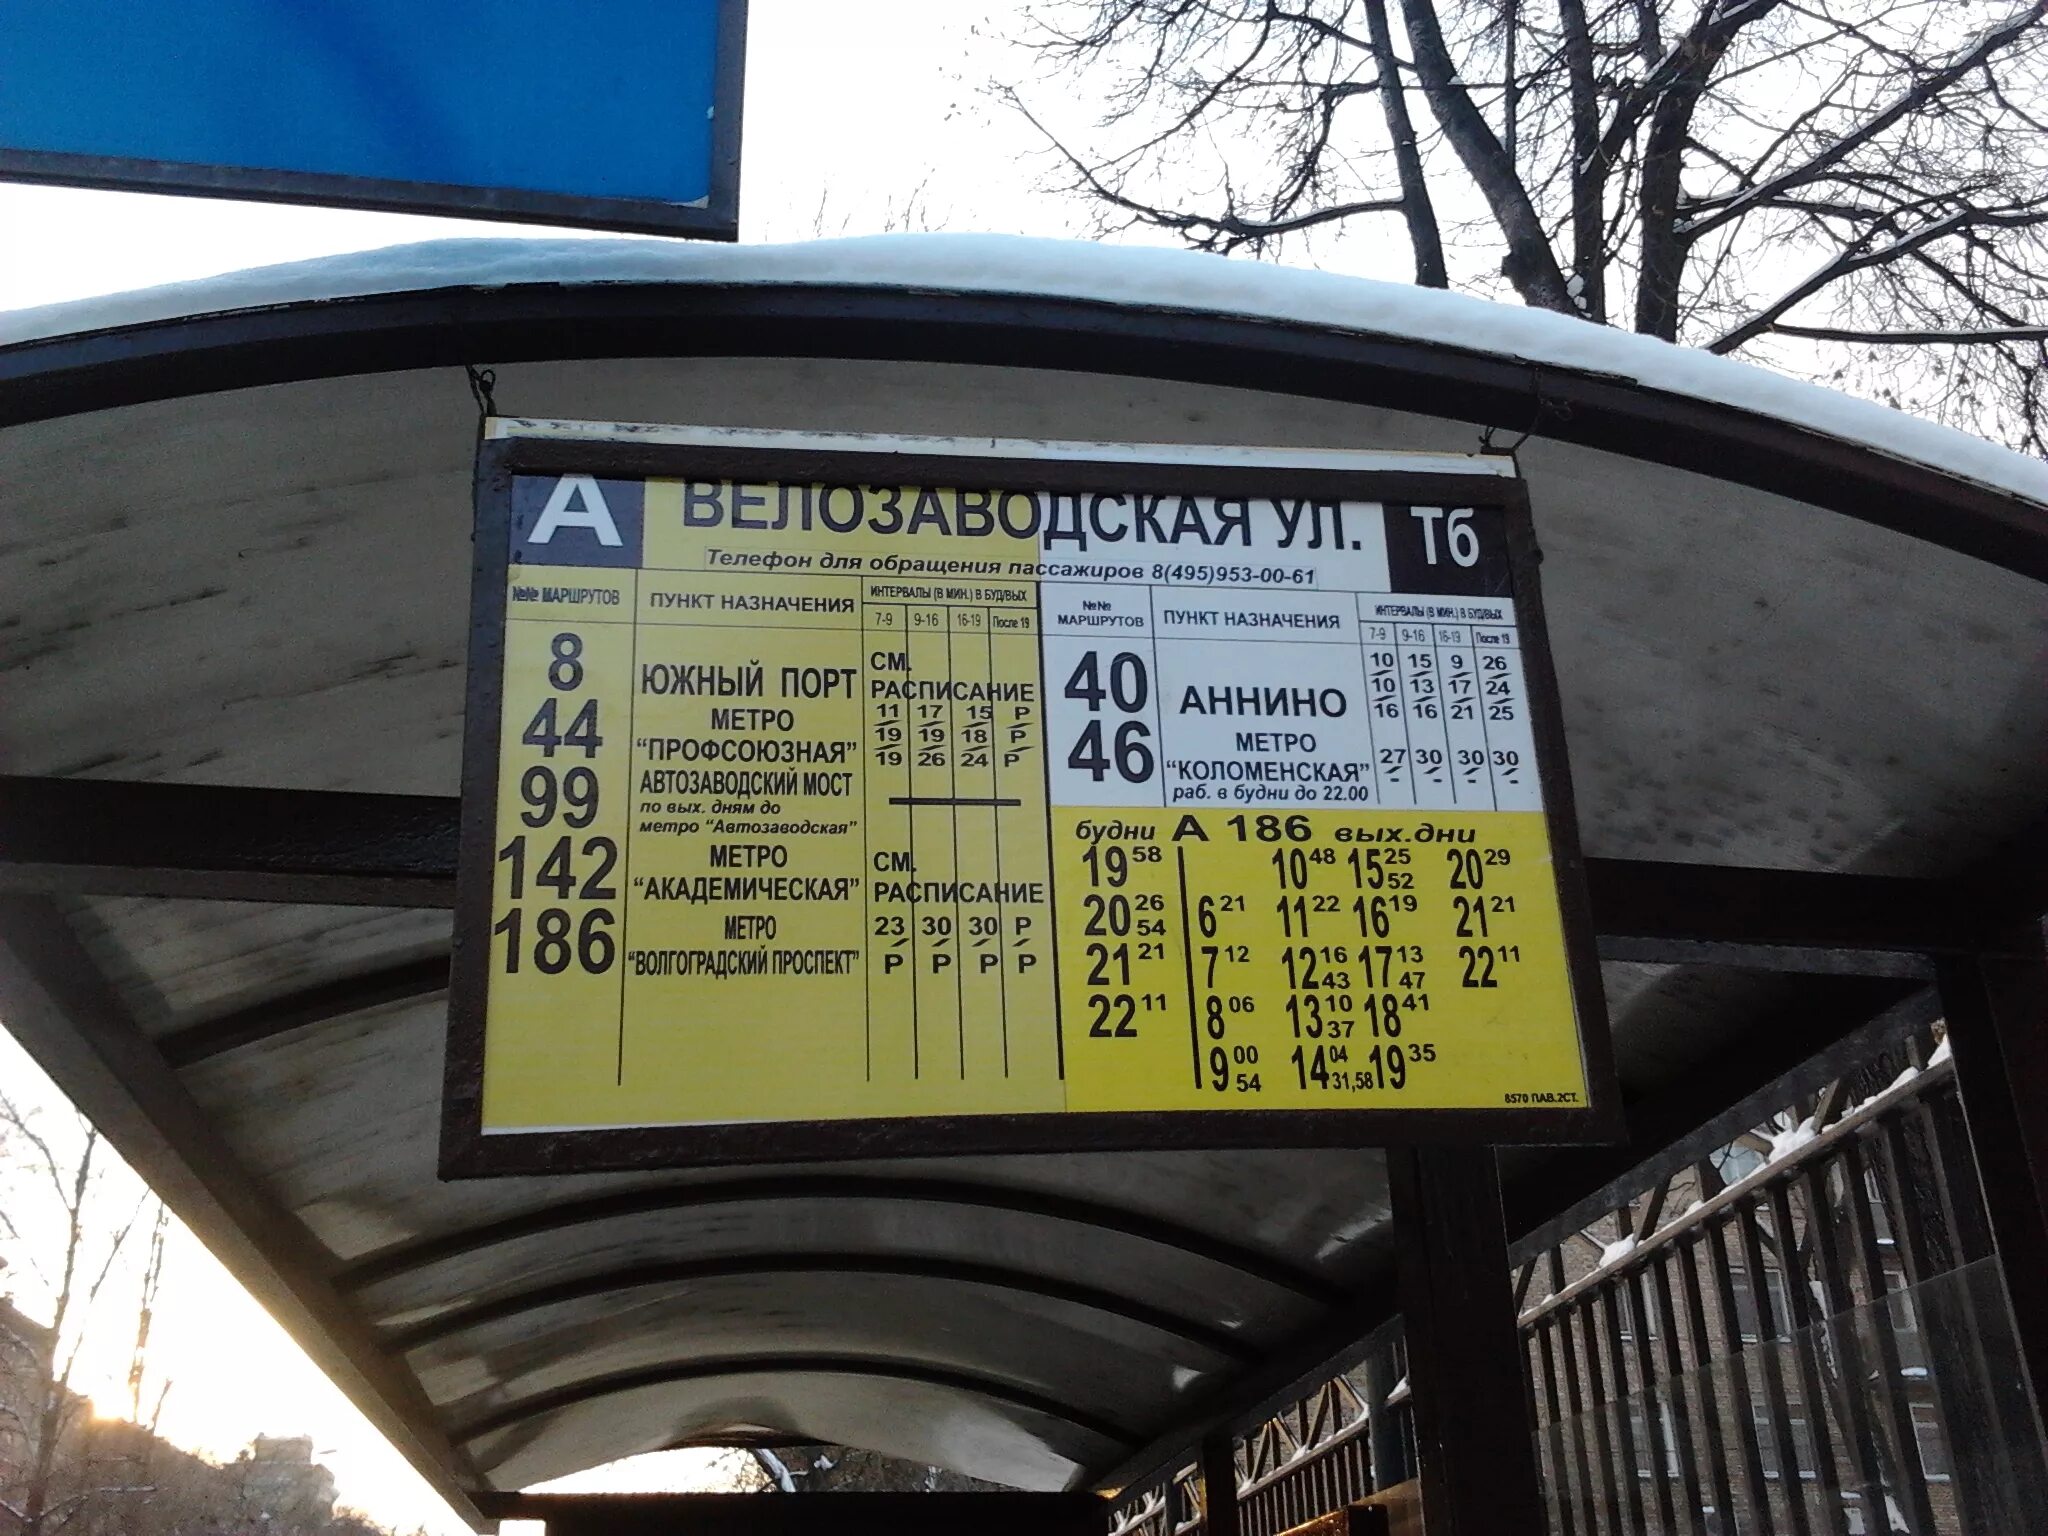 А ВЕЛОЗАВОДСКАЯ УЛ. Тб
Телефон для обращения пассажиров 8(495)953-00-61
№№ МАРШРУТОВ ПУНКТ НАЗНАЧЕНИЯ ИНТЕРВАЛЫ (В МИН.) В БУД/ВЫХ
7-9 9-16 16-19 После 19
8 ЮЖНЫЙ ПОРТ СМ. РАСПИСАНИЕ
44 МЕТРО 11 17 15 Р
"ПРОФСОЮЗНАЯ" 19 19 18 Р
19 26 24 Р
99 АВТОЗАВОДСКИЙ МОСТ
по вых. дням до
метро "Автозаводская"
142 МЕТРО СМ.
"АКАДЕМИЧЕСКАЯ" РАСПИСАНИЕ
186 МЕТРО 23 30 30 Р
"ВОЛГОГРАДСКИЙ ПРОСПЕКТ" Р Р Р Р
№№ МАРШРУТОВ ПУНКТ НАЗНАЧЕНИЯ ИНТЕРВАЛЫ (В МИН.) В БУД/ВЫХ
7-9 9-16 16-19 После 19
40 АННИНО 10 15 9 26
10 13 17 24
16 16 21 25
46 МЕТРО 27 30 30 30
"КОЛОМЕНСКАЯ" - - - -
раб. в будни до 22.00
будни А 186 вых.дни
19 58 10 48 15 25 52 20 29
20 26 54 6 21 11 22 16 19 21 21
21 21 7 12 12 16 43 17 13 47 22 11
22 11 8 06 13 10 37 18 41
9 00 54 14 04 31,58 19 35
8570 ПАВ.2СТ.